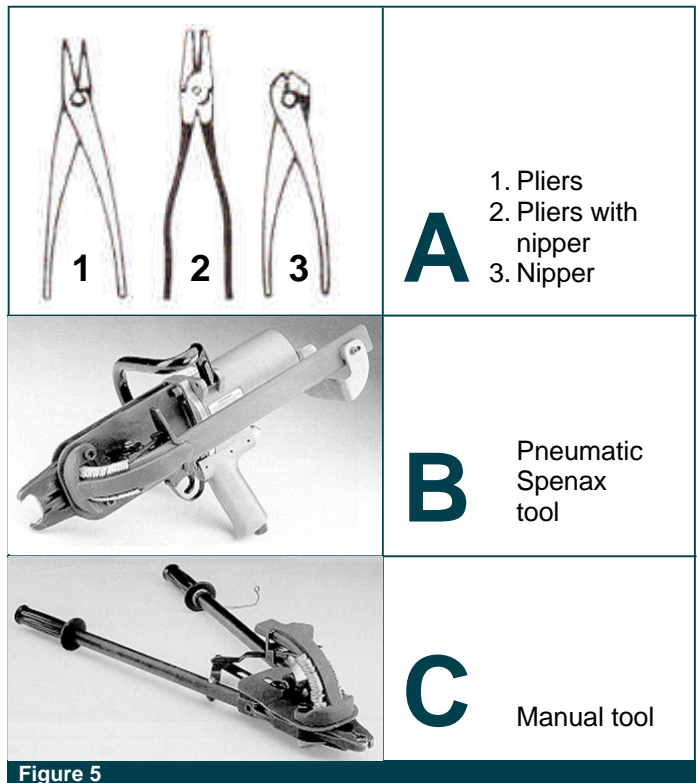 1
2
3
A
1. Pliers
2. Pliers with
nipper
3. Nipper
B
Pneumatic
Spenax
tool
C
Manual tool
Figure 5